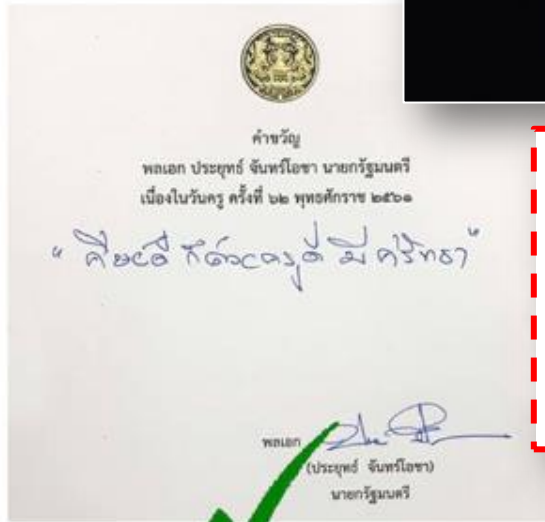 คำขวัญ
พลเอก ประยุทธ์ จันทร์โอชา นายกรัฐมนตรี
เนื่องในวันครู ครั้งที่ ๖๒ พุทธศักราช ๒๕๖๑
" ศิษย์ดี ก็ด้วยครูดี มีศรัทธา"
พลเอก
(ประยุทธ์ จันทร์โอชา)
นายกรัฐมนตรี